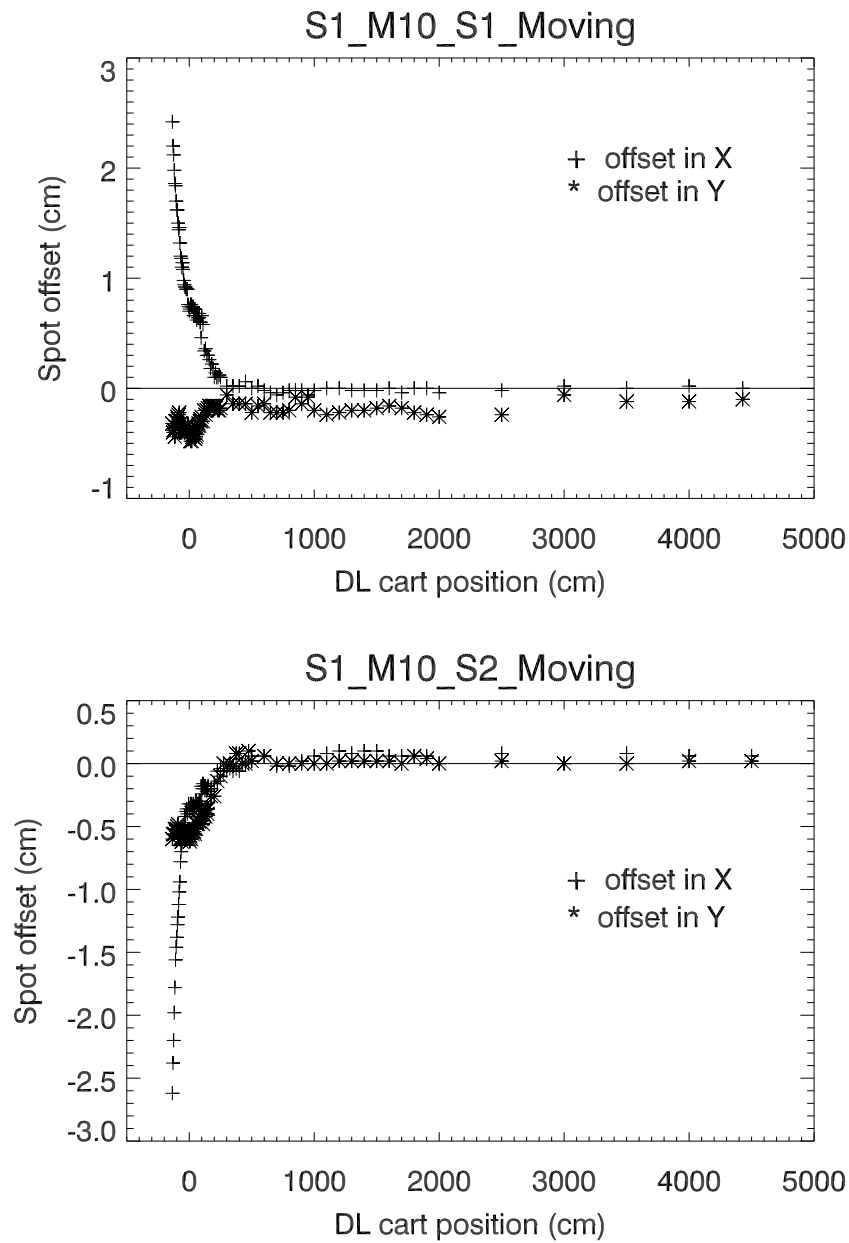 S1_M10_S1_Moving
3
2
1
0
-1
Spot offset (cm)
+ offset in X
* offset in Y
0 1000 2000 3000 4000 5000
DL cart position (cm)
S1_M10_S2_Moving
0.5
0.0
-0.5
-1.0
-1.5
-2.0
-2.5
-3.0
Spot offset (cm)
+ offset in X
* offset in Y
0 1000 2000 3000 4000 5000
DL cart position (cm)